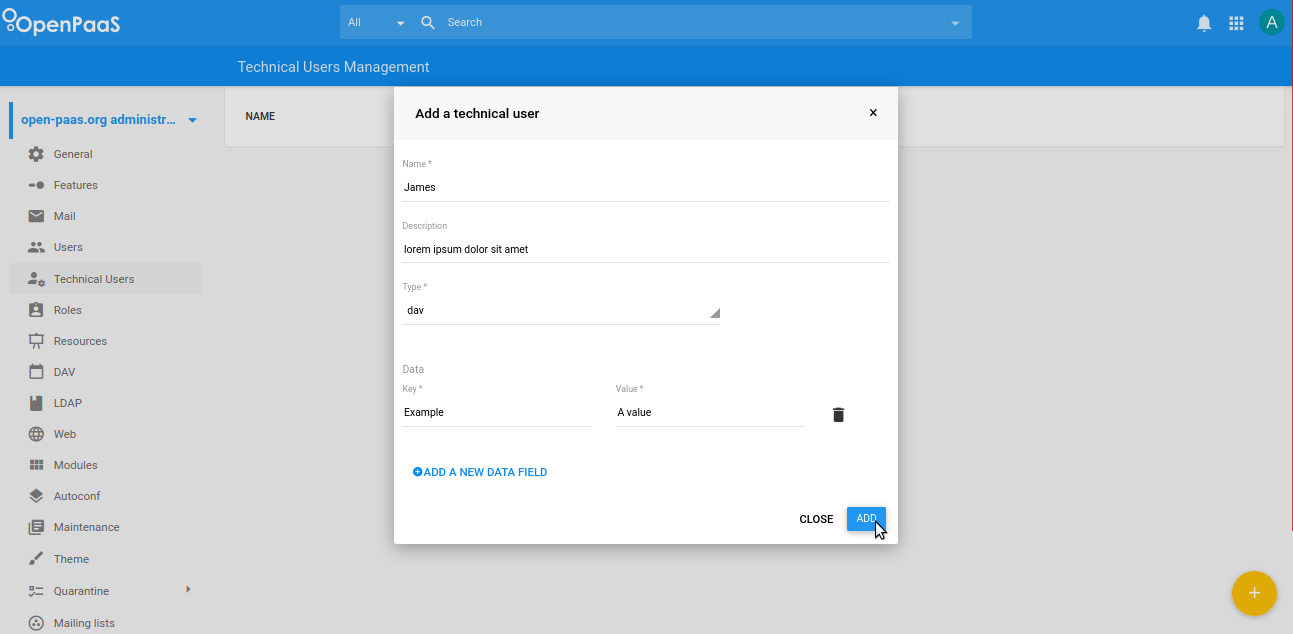 OpenPaaS
All
Search
A
Technical Users Management
open-paas.org administr...
General
Features
Mail
Users
Technical Users
Roles
Resources
DAV
LDAP
Web
Modules
Autoconf
Maintenance
Theme
Quarantine
Mailing lists
NAME
Add a technical user
×
Name *
James
Description
lorem ipsum dolor sit amet
Type *
dav
Data
Key * Value *
Example A value
ADD A NEW DATA FIELD
CLOSE ADD
+